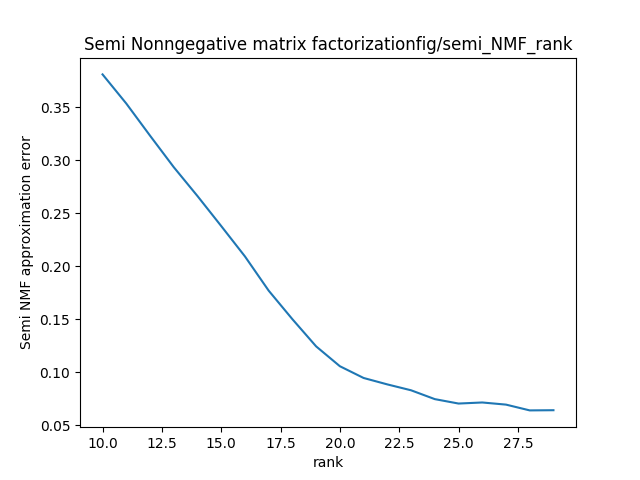 Semi Nonngegative matrix factorizationfig/semi_NMF_rank
Semi NMF approximation error
0.35
0.30
0.25
0.20
0.15
0.10
0.05
10.0 12.5 15.0 17.5 20.0 22.5 25.0 27.5
rank